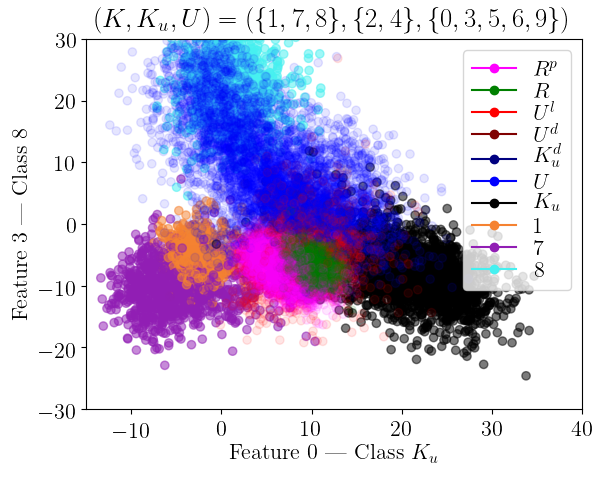 (K, K_u, U) = ({1, 7, 8}, {2, 4}, {0, 3, 5, 6, 9})
30
20
10
0
−10
−20
−30
Feature 3 — Class 8
R^p
R
U^l
U^d
K_u^d
U
K_u
1
7
8
−10
0
10
20
30
40
Feature 0 — Class K_u